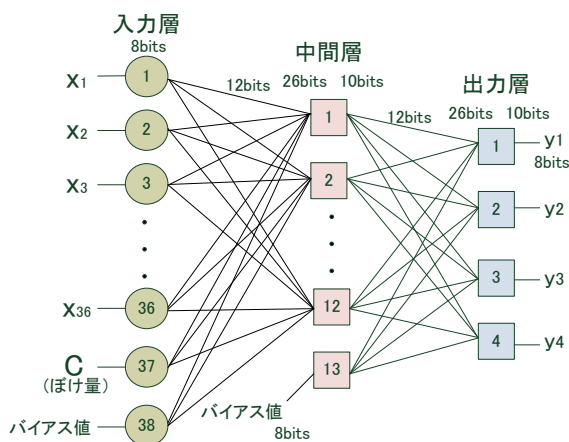 入力層
8bits
中間層
出力層
12bits
26bits 10bits
12bits
26bits 10bits
8bits
x1
1
x2
2
x3
3
x36
36
C
37
(ぼけ量)
バイアス値
38
1
2
12
13
バイアス値
8bits
1
y1
2
y2
3
y3
4
y4